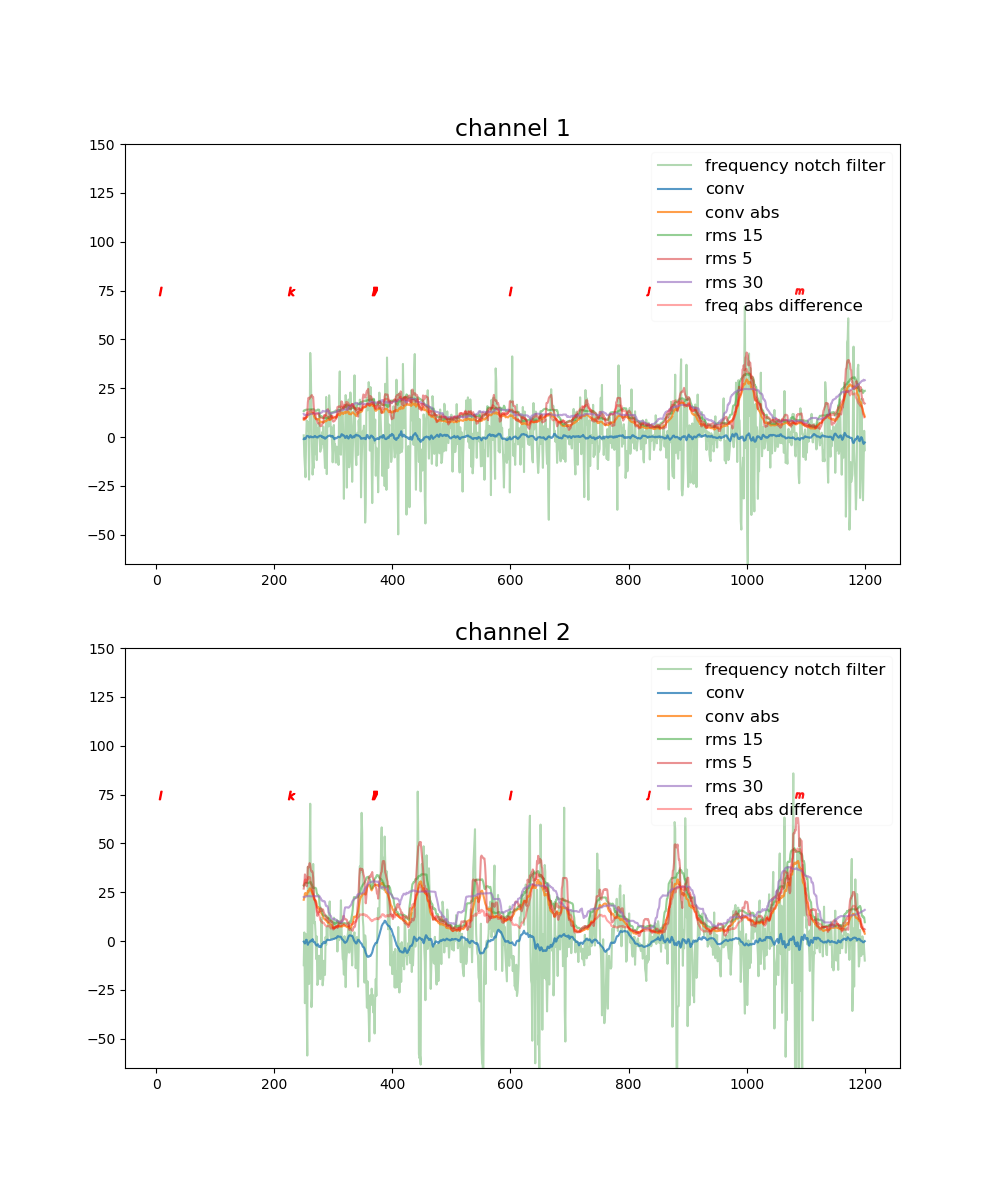 channel 1
150
125
100
75
50
25
0
−25
−50
frequency notch filter
conv
conv abs
rms 15
rms 5
rms 30
freq abs difference
l k l J m
0 200 400 600 800 1000 1200
channel 2
150
125
100
75
50
25
0
−25
−50
frequency notch filter
conv
conv abs
rms 15
rms 5
rms 30
freq abs difference
l k l J m
0 200 400 600 800 1000 1200